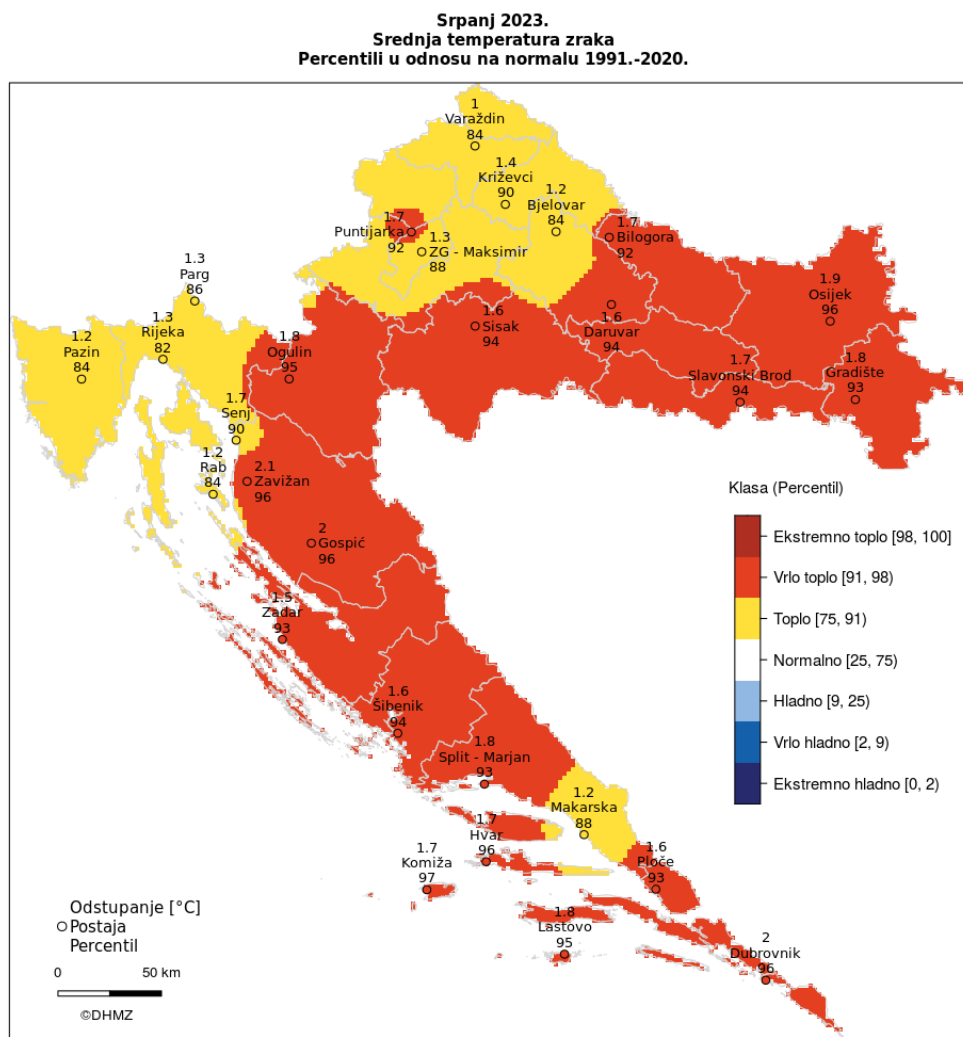 Srpanj 2023.
Srednja temperatura zraka
Percentili u odnosu na normalu 1991.-2020.
1
Varaždin
84
1.4
Križevci
90
1.2
Bjelovar
84
1.7
Puntijarka
92
1.3
ZG - Maksimir
88
1.7
Bilogora
92
1.3
Parg
86
1.9
Osijek
96
1.3
Rijeka
82
1.2
Pazin
84
1.8
Ogulin
95
1.6
Sisak
94
1.6
Daruvar
94
1.7
Slavonski Brod
94
1.8
Gradište
93
1.7
Senj
90
1.2
Rab
84
2.1
Zavižan
96
2
Gospić
96
1.5
Zadar
93
1.6
Šibenik
94
1.8
Split - Marjan
93
1.2
Makarska
88
1.7
Hvar
96
1.7
Komiža
97
1.6
Ploče
93
1.8
Lastovo
95
2
Dubrovnik
96
Klasa (Percentil)
Ekstremno toplo [98, 100]
Vrlo toplo [91, 98)
Toplo [75, 91)
Normalno [25, 75)
Hladno [9, 25)
Vrlo hladno [2, 9)
Ekstremno hladno [0, 2)
Odstupanje [°C]
Postaja
Percentil
0 50 km
©DHMZ